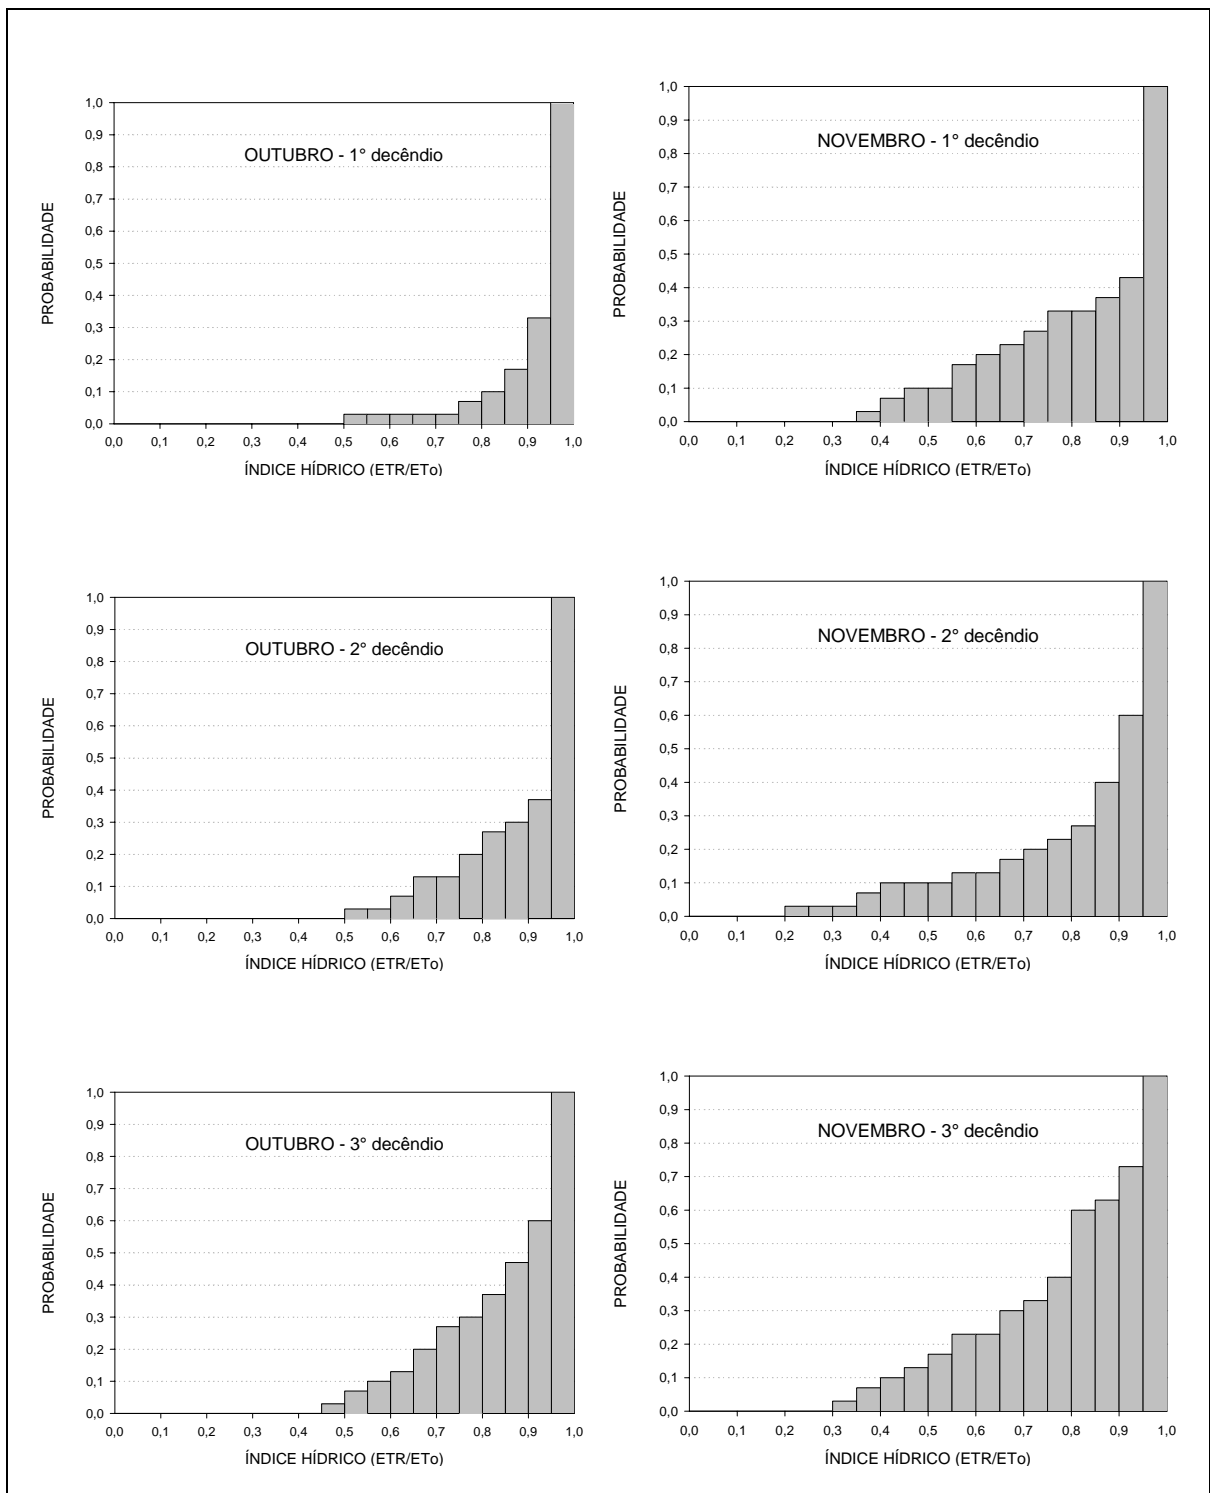 OUTUBRO - 1° decêndio
PROBABILIDADE
1,0
0,9
0,8
0,7
0,6
0,5
0,4
0,3
0,2
0,1
0,0
0,0 0,1 0,2 0,3 0,4 0,5 0,6 0,7 0,8 0,9 1,0
ÍNDICE HÍDRICO (ETR/ETo)
NOVEMBRO - 1° decêndio
PROBABILIDADE
1,0
0,9
0,8
0,7
0,6
0,5
0,4
0,3
0,2
0,1
0,0
0,0 0,1 0,2 0,3 0,4 0,5 0,6 0,7 0,8 0,9 1,0
ÍNDICE HÍDRICO (ETR/ETo)
OUTUBRO - 2° decêndio
PROBABILIDADE
1,0
0,9
0,8
0,7
0,6
0,5
0,4
0,3
0,2
0,1
0,0
0,0 0,1 0,2 0,3 0,4 0,5 0,6 0,7 0,8 0,9 1,0
ÍNDICE HÍDRICO (ETR/ETo)
NOVEMBRO - 2° decêndio
PROBABILIDADE
1,0
0,9
0,8
0,7
0,6
0,5
0,4
0,3
0,2
0,1
0,0
0,0 0,1 0,2 0,3 0,4 0,5 0,6 0,7 0,8 0,9 1,0
ÍNDICE HÍDRICO (ETR/ETo)
OUTUBRO - 3° decêndio
PROBABILIDADE
1,0
0,9
0,8
0,7
0,6
0,5
0,4
0,3
0,2
0,1
0,0
0,0 0,1 0,2 0,3 0,4 0,5 0,6 0,7 0,8 0,9 1,0
ÍNDICE HÍDRICO (ETR/ETo)
NOVEMBRO - 3° decêndio
PROBABILIDADE
1,0
0,9
0,8
0,7
0,6
0,5
0,4
0,3
0,2
0,1
0,0
0,0 0,1 0,2 0,3 0,4 0,5 0,6 0,7 0,8 0,9 1,0
ÍNDICE HÍDRICO (ETR/ETo)